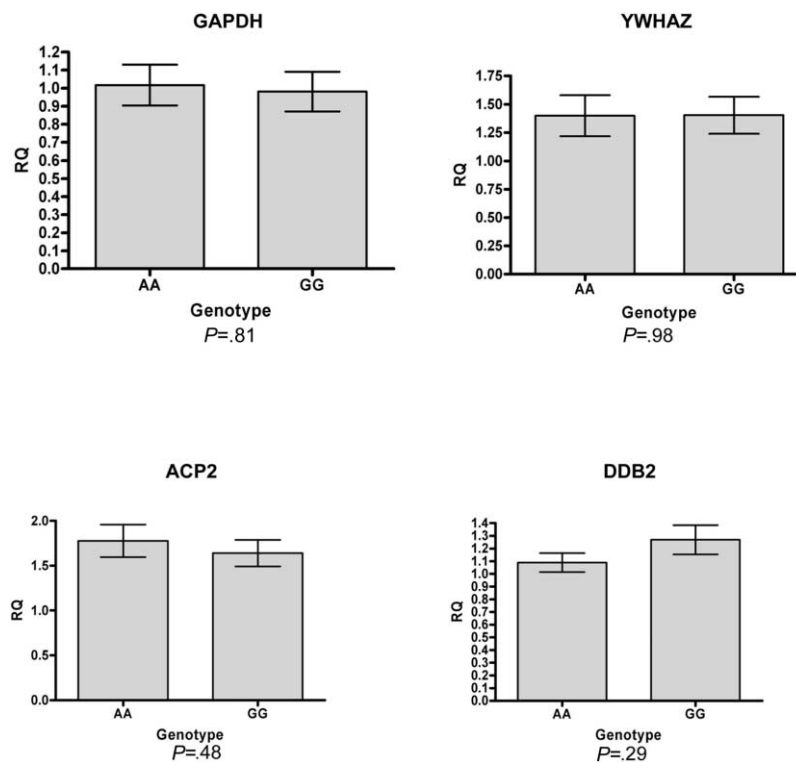 GAPDH
1.2
1.1
1.0
0.9
0.8
0.7
0.6
0.5
0.4
0.3
0.2
0.1
0.0
RQ
AA GG
Genotype
P=.81
YWHAZ
1.75
1.50
1.25
1.00
0.75
0.50
0.25
0.00
RQ
AA GG
Genotype
P=.98
ACP2
2.0
1.5
1.0
0.5
0.0
RQ
AA GG
Genotype
P=.48
DDB2
1.4
1.3
1.2
1.1
1.0
0.9
0.8
0.7
0.6
0.5
0.4
0.3
0.2
0.1
0.0
RQ
AA GG
Genotype
P=.29